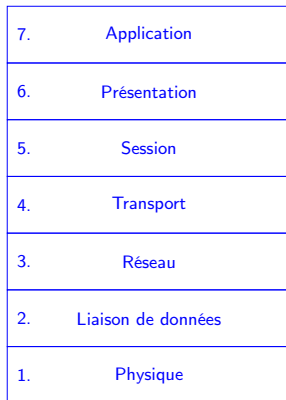 7. Application
6. Présentation
5. Session
4. Transport
3. Réseau
2. Liaison de données
1. Physique